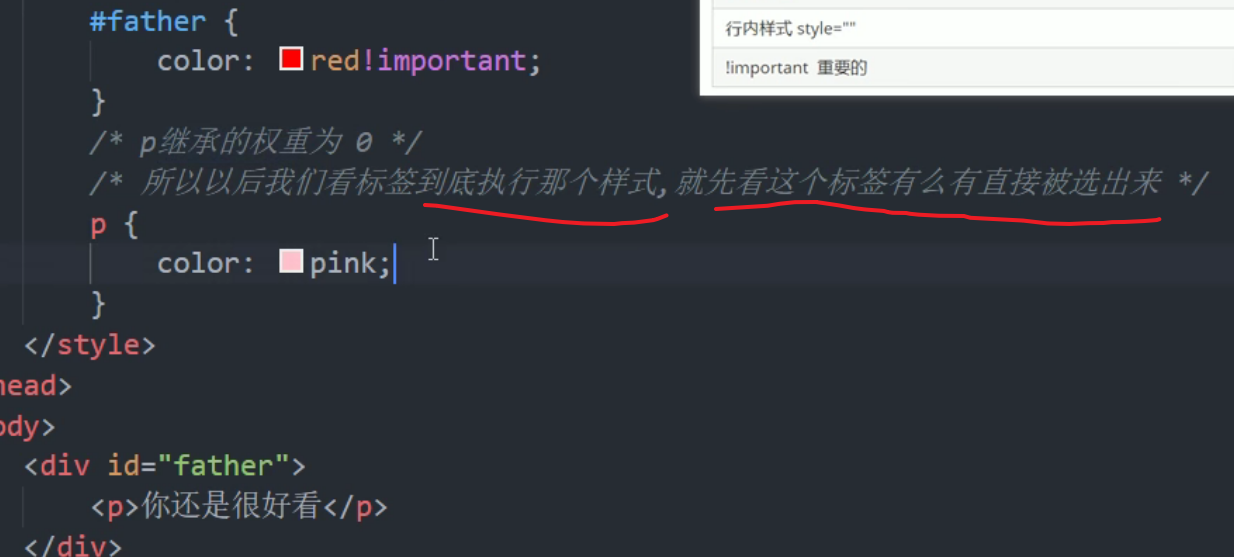 #father {
color: red!important;
行内样式 style=""
!important 重要的
}
/* p继承的权重为 0 */
/* 所以以后我们看标签到底执行那个样式,就先看这个标签有么有直接被选出来 */
p {
color: pink;
}
</style>
head>
ody>
<div id="father">
<p>你还是很好看</p>
</div>